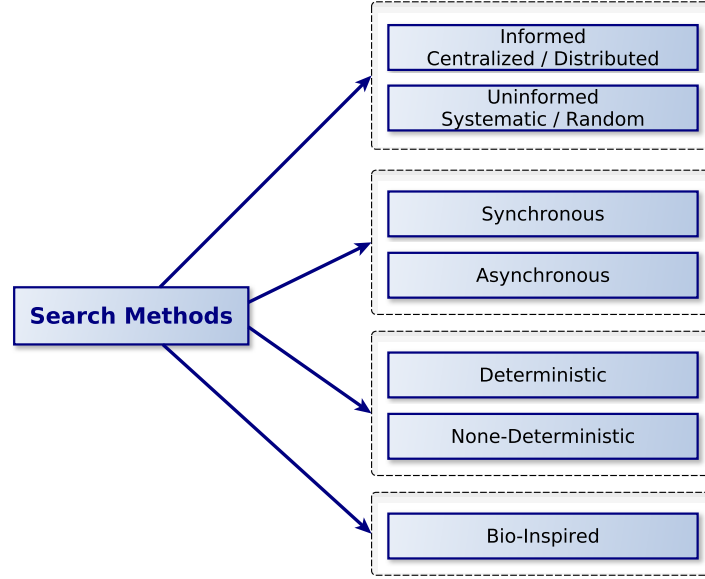 Informed
Centralized / Distributed
Uninformed
Systematic / Random
Synchronous
Asynchronous
Search Methods
Deterministic
None-Deterministic
Bio-Inspired